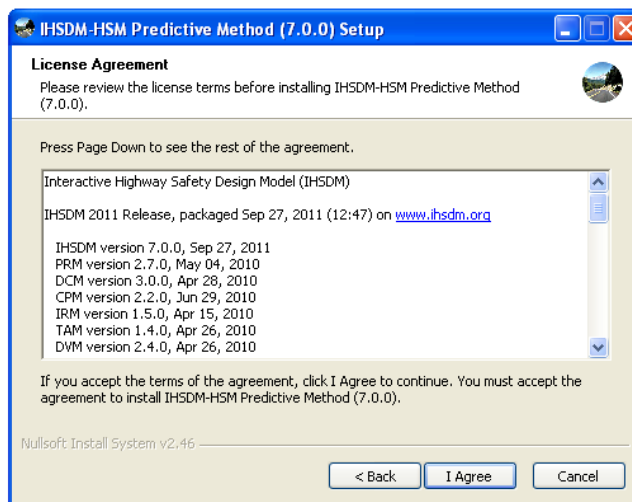 IHSDM-HSM Predictive Method (7.0.0) Setup
License Agreement
Please review the license terms before installing IHSDM-HSM Predictive Method
(7.0.0).
Press Page Down to see the rest of the agreement.
Interactive Highway Safety Design Model (IHSDM)
IHSDM 2011 Release, packaged Sep 27, 2011 (12:47) on www.ihsdm.org
IHSDM version 7.0.0, Sep 27, 2011
PRM version 2.7.0, May 04, 2010
DCM version 3.0.0, Apr 28, 2010
CPM version 2.2.0, Jun 29, 2010
IRM version 1.5.0, Apr 15, 2010
TAM version 1.4.0, Apr 26, 2010
DVM version 2.4.0, Apr 26, 2010
If you accept the terms of the agreement, click I Agree to continue. You must accept the
agreement to install IHSDM-HSM Predictive Method (7.0.0).
Nullsoft Install System v2.46
< Back I Agree Cancel